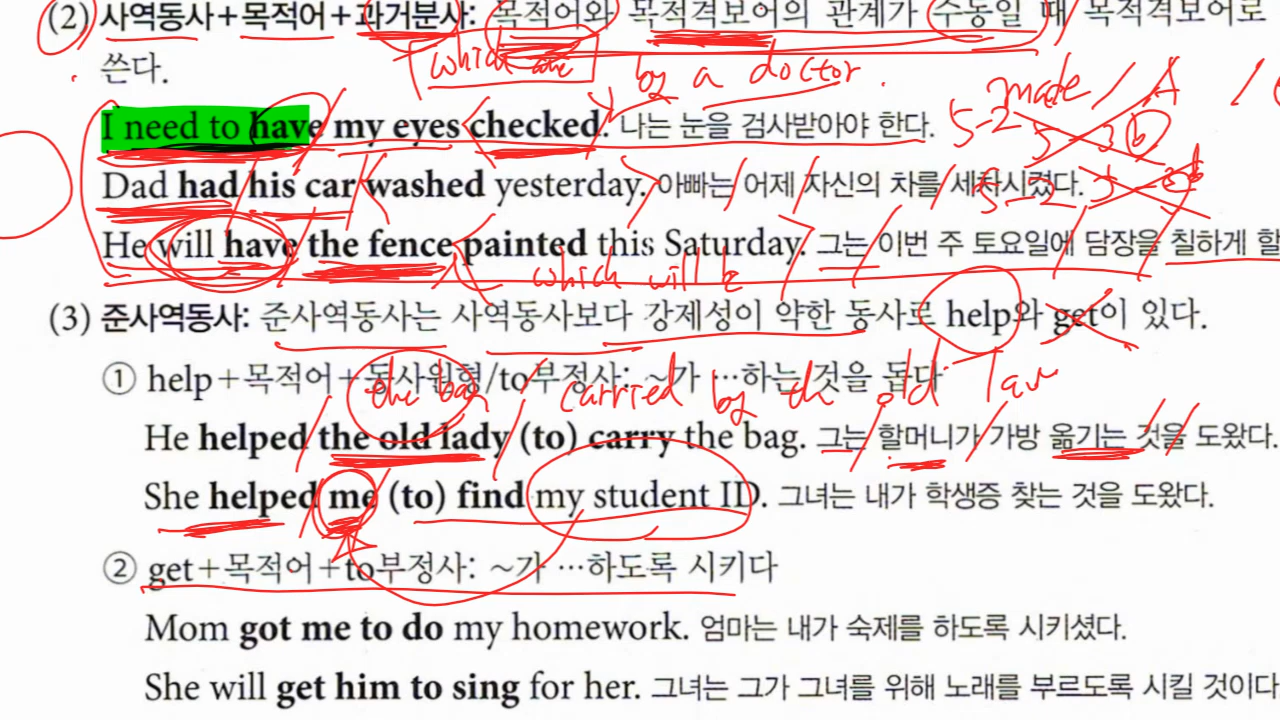 (2) 사역동사+목적어+과거분사: 목적어와 목적격보어의 관계가 수동일 때 목적격보어로
쓴다.
which are by a doctor.
made / A /
I need to have my eyes checked. 나는 눈을 검사받아야 한다.
5-2 5 3 6
Dad had his car washed yesterday. 아빠는 어제 자신의 차를 세차시켰다.
5-2
He will have the fence painted this Saturday. 그는 이번 주 토요일에 담장을 칠하게 할
which will be
(3) 준사역동사: 준사역동사는 사역동사보다 강제성이 약한 동사로 help와 get이 있다.
① help+목적어+동사원형/to부정사: ~가 …하는 것을 돕다
the bag carried by the old
He helped the old lady (to) carry the bag. 그는 할머니가 가방 옮기는 것을 도왔다.
She helped me (to) find my student ID. 그녀는 내가 학생증 찾는 것을 도왔다.
② get+목적어+to부정사: ~가 …하도록 시키다
Mom got me to do my homework. 엄마는 내가 숙제를 하도록 시키셨다.
She will get him to sing for her. 그녀는 그가 그녀를 위해 노래를 부르도록 시킬 것이다